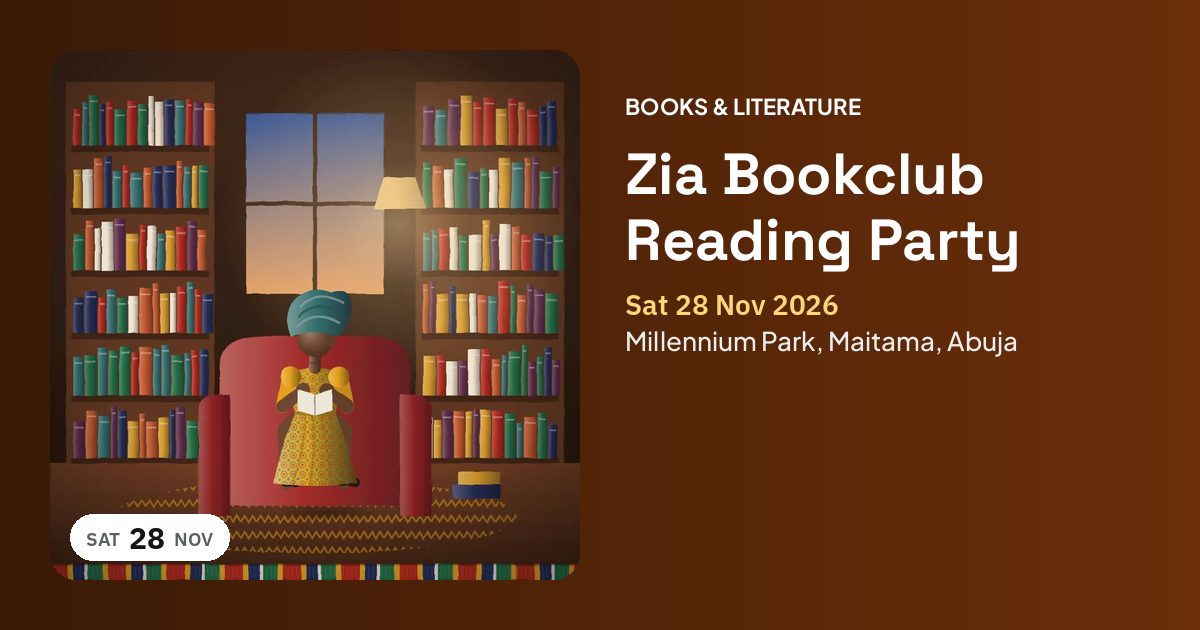 BOOKS & LITERATURE
Zia Bookclub
Reading Party
Sat 28 Nov 2026
Millennium Park, Maitama, Abuja
SAT 28 NOV